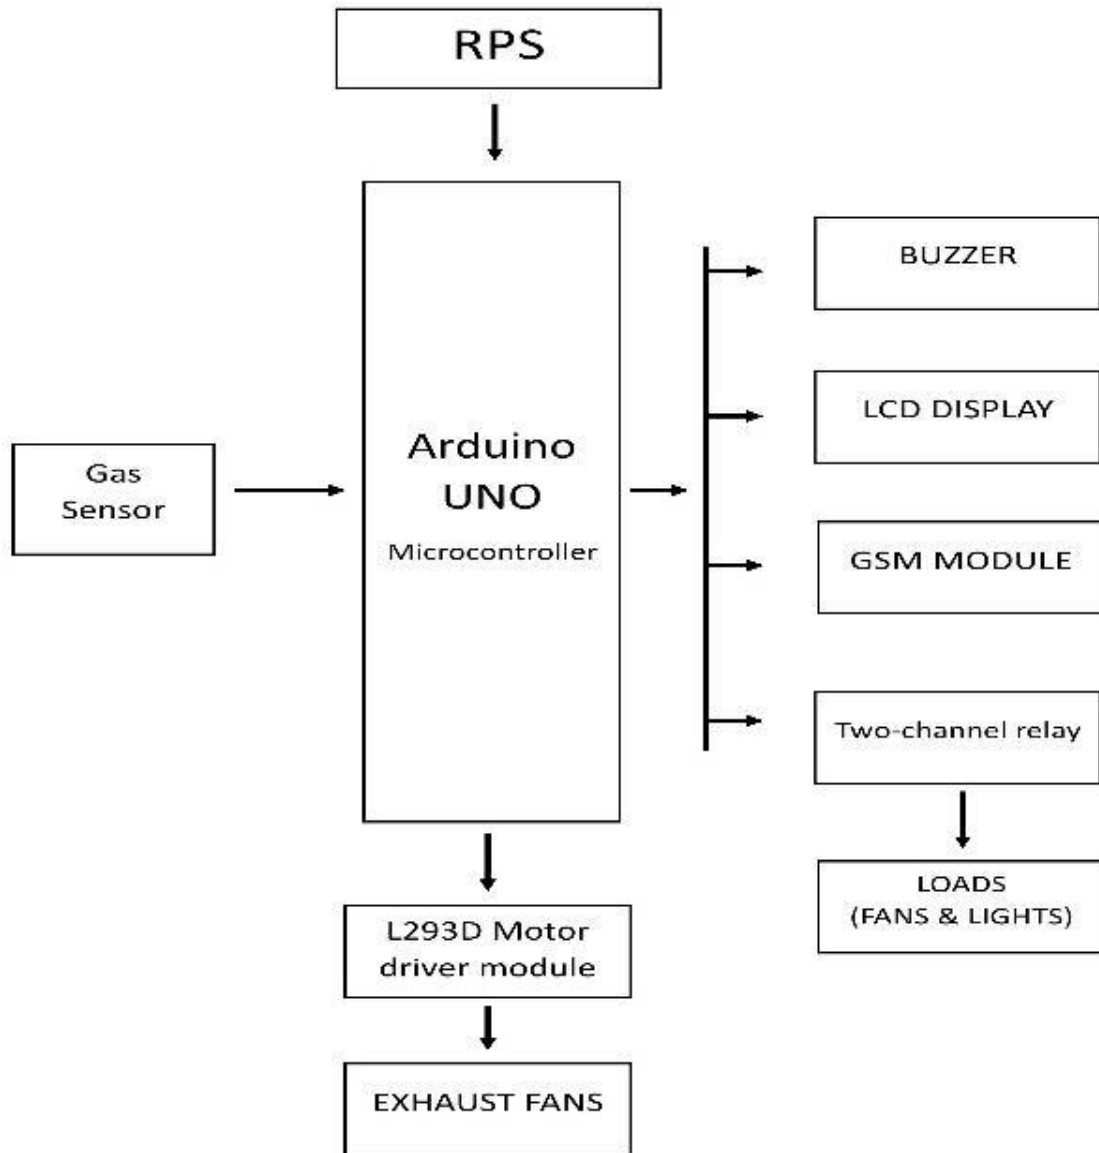 RPS
BUZZER
LCD DISPLAY
Gas
Sensor
Arduino
UNO
Microcontroller
GSM MODULE
Two-channel relay
LOADS
(FANS & LIGHTS)
L293D Motor
driver module
EXHAUST FANS